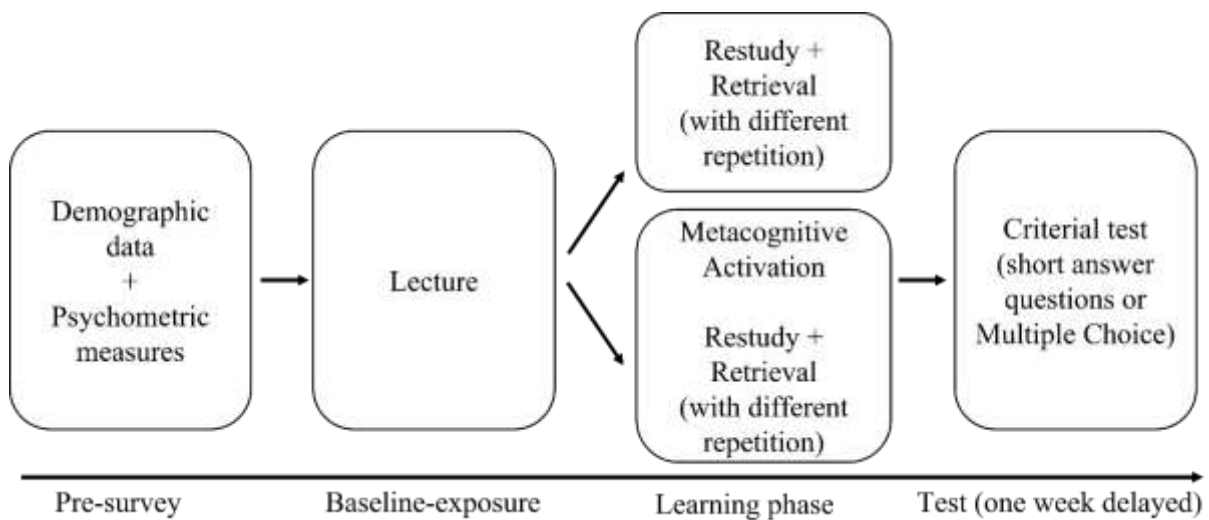 Demographic
data
+
Psychometric
measures
Lecture
Restudy +
Retrieval
(with different
repetition)
Metacognitive
Activation
Restudy +
Retrieval
(with different
repetition)
Criterial test
(short answer
questions or
Multiple Choice)
Pre-survey
Baseline-exposure
Learning phase
Test (one week delayed)